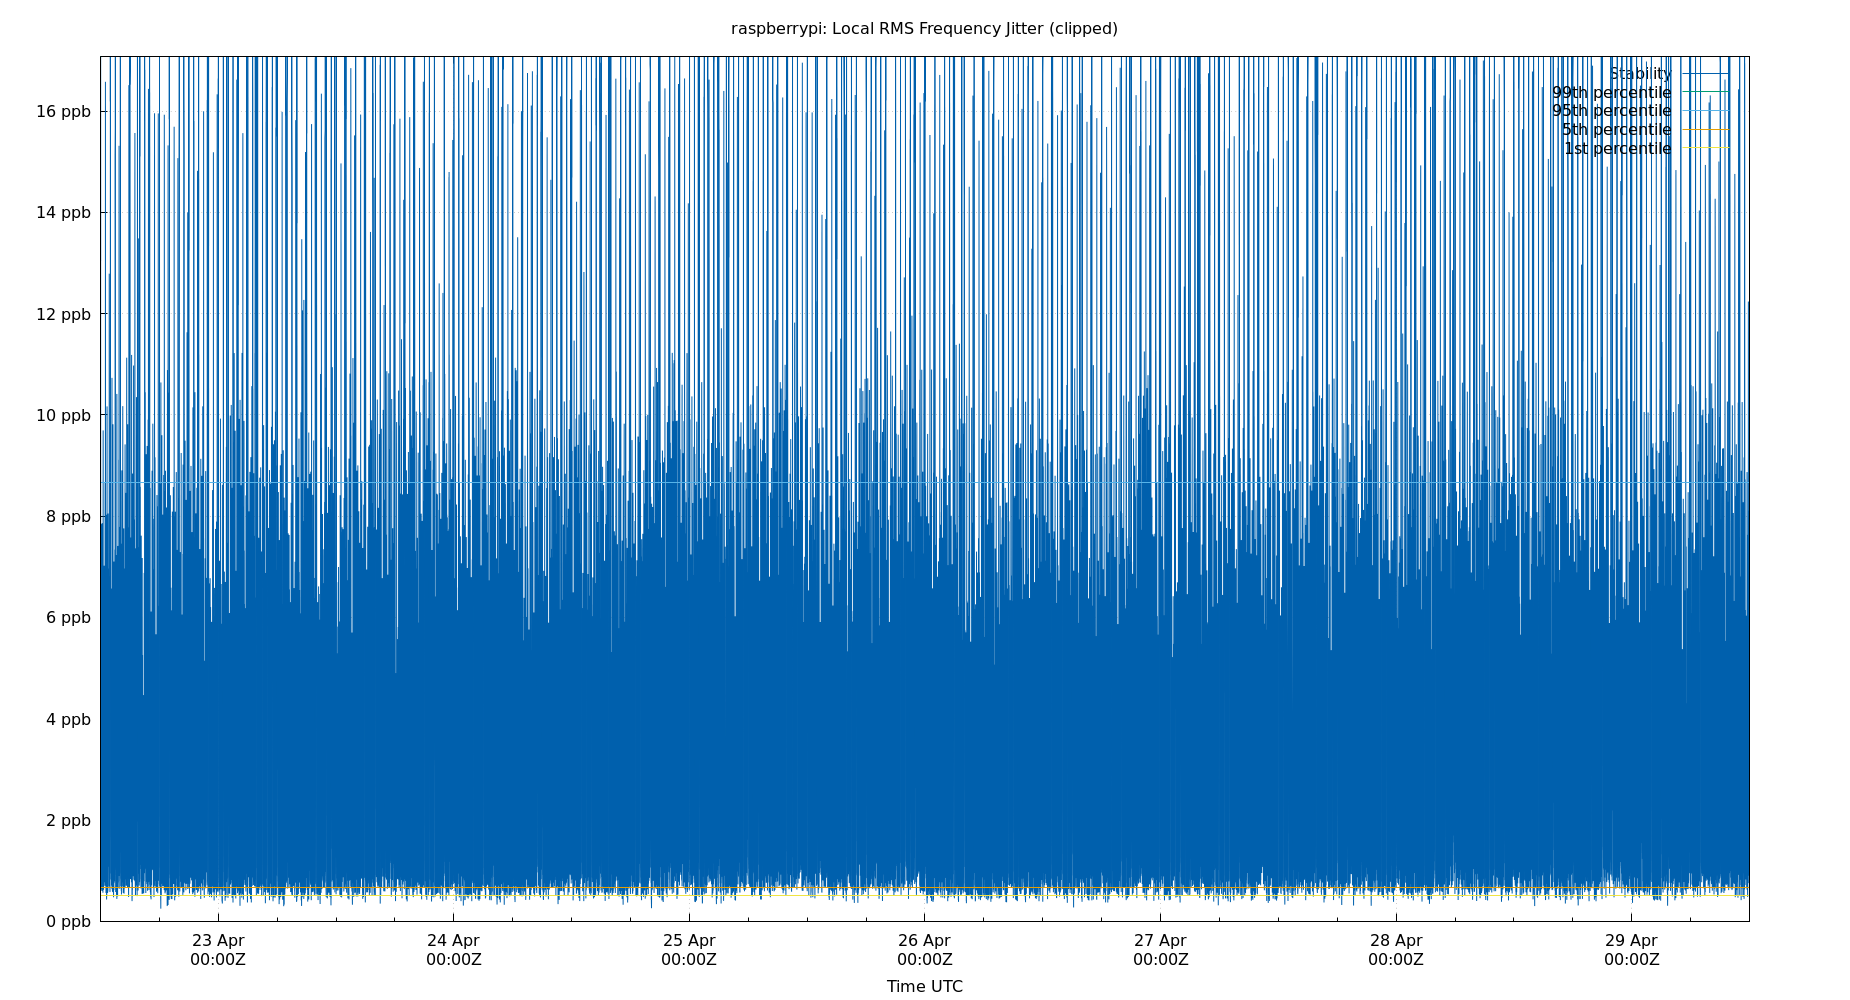 raspberrypi: Local RMS Frequency Jitter (clipped)
Stability
99th percentile
95th percentile
5th percentile
1st percentile
16 ppb
14 ppb
12 ppb
10 ppb
8 ppb
6 ppb
4 ppb
2 ppb
0 ppb
23 Apr 24 Apr 25 Apr 26 Apr 27 Apr 28 Apr 29 Apr
00:00Z 00:00Z 00:00Z 00:00Z 00:00Z 00:00Z 00:00Z
Time UTC